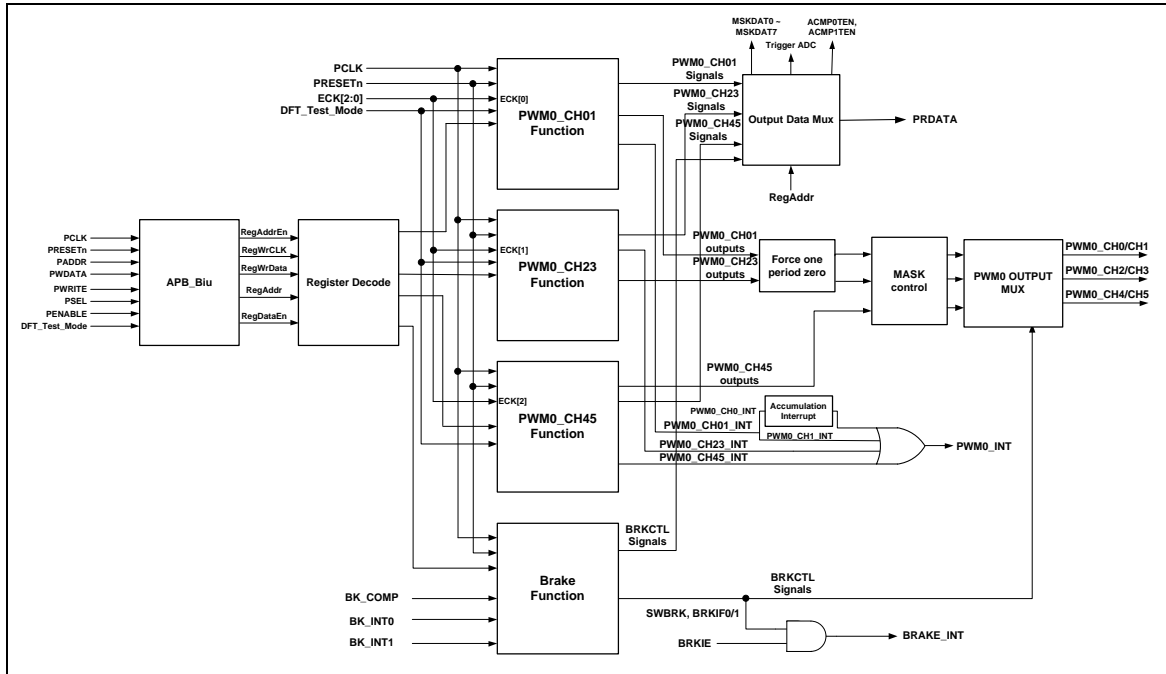 MSKDAT0 ~
MSKDAT7
Trigger ADC
ACMP0TEN,
ACMP1TEN
PCLK
PRESETn
ECK[2:0]
DFT_Test_Mode
ECK[0]
PWM0_CH01
Function
PWM0_CH01
Signals
PWM0_CH23
Signals
PWM0_CH45
Signals
Output Data Mux
PRDATA
RegAddr
PCLK
PRESETn
PADDR
PWDATA
PWRITE
PSEL
PENABLE
DFT_Test_Mode
APB_Biu
RegAddrEn
RegWrCLK
RegWrData
RegAddr
RegDataEn
Register Decode
ECK[1]
PWM0_CH23
Function
PWM0_CH01
outputs
PWM0_CH23
outputs
Force one
period zero
MASK
control
PWM0 OUTPUT
MUX
PWM0_CH0/CH1
PWM0_CH2/CH3
PWM0_CH4/CH5
ECK[2]
PWM0_CH45
Function
PWM0_CH45
outputs
PWM0_CH0_INT
Accumulation
Interrupt
PWM0_CH01_INT
PWM0_CH1_INT
PWM0_CH23_INT
PWM0_CH45_INT
PWM0_INT
BK_COMP
BK_INT0
BK_INT1
Brake
Function
BRKCTL
Signals
BRKCTL
Signals
SWBRK, BRKIF0/1
BRKIE
BRAKE_INT